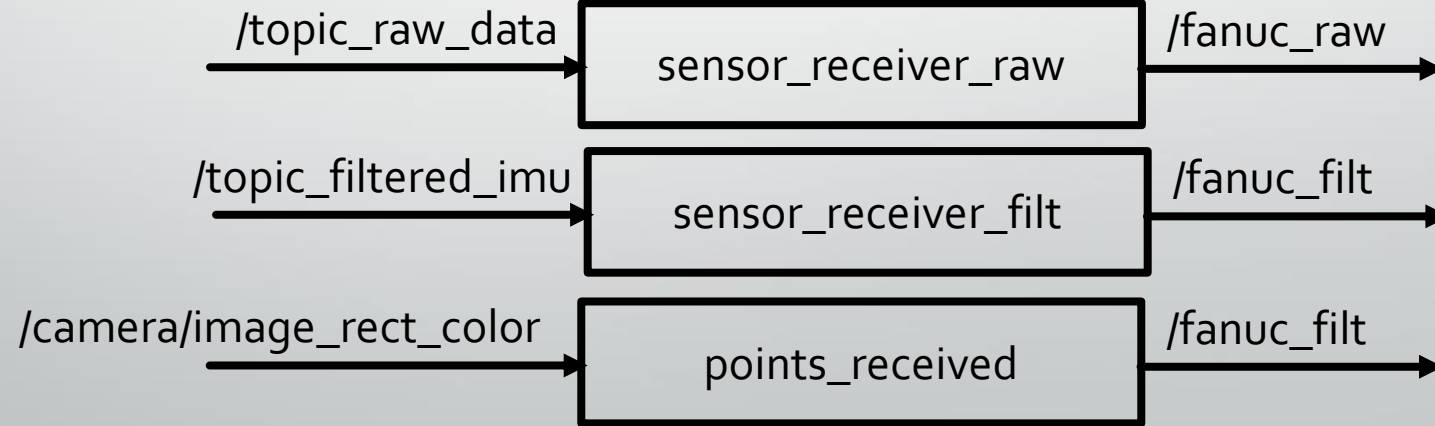 /topic_raw_data
sensor_receiver_raw
/fanuc_raw
/topic_filtered_imu
sensor_receiver_filt
/fanuc_filt
/camera/image_rect_color
points_received
/fanuc_filt